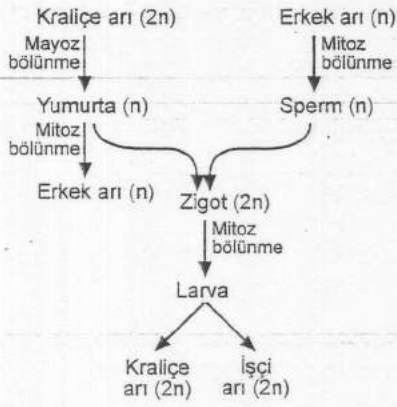 Kraliçe arı (2n)
Erkek arı (n)
Mayoz
bölünme
Mitoz
bölünme
Yumurta (n)
Sperm (n)
Mitoz
bölünme
Erkek arı (n)
Zigot (2n)
Mitoz
bölünme
Larva
Kraliçe
arı (2n)
İşçi
arı (2n)